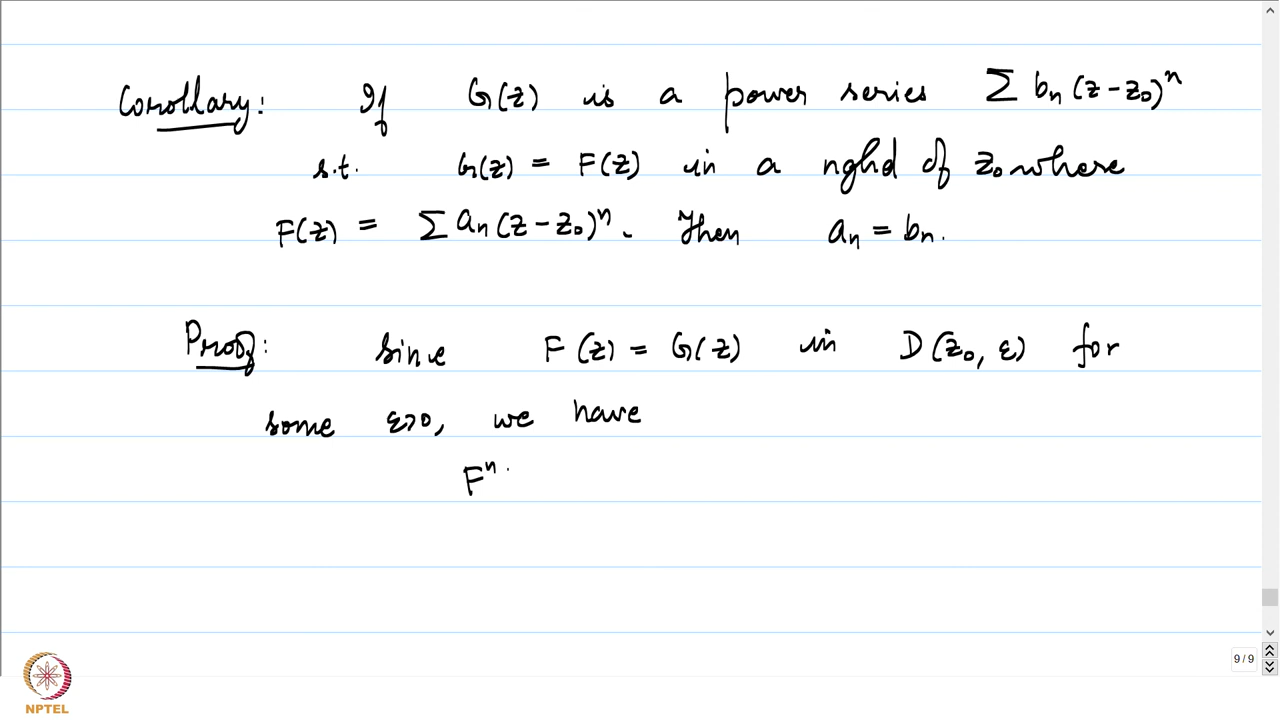 Corollary: If G(z) is a power series Σ bₙ(z-z₀)ⁿ
s.t. G(z) = F(z) in a nghd of z₀ where
F(z) = Σ aₙ(z-z₀)ⁿ. Then aₙ = bₙ.
Proof: Since F(z) = G(z) in D(z₀, ε) for
some ε>0, we have
Fⁿ
9 / 9
NPTEL